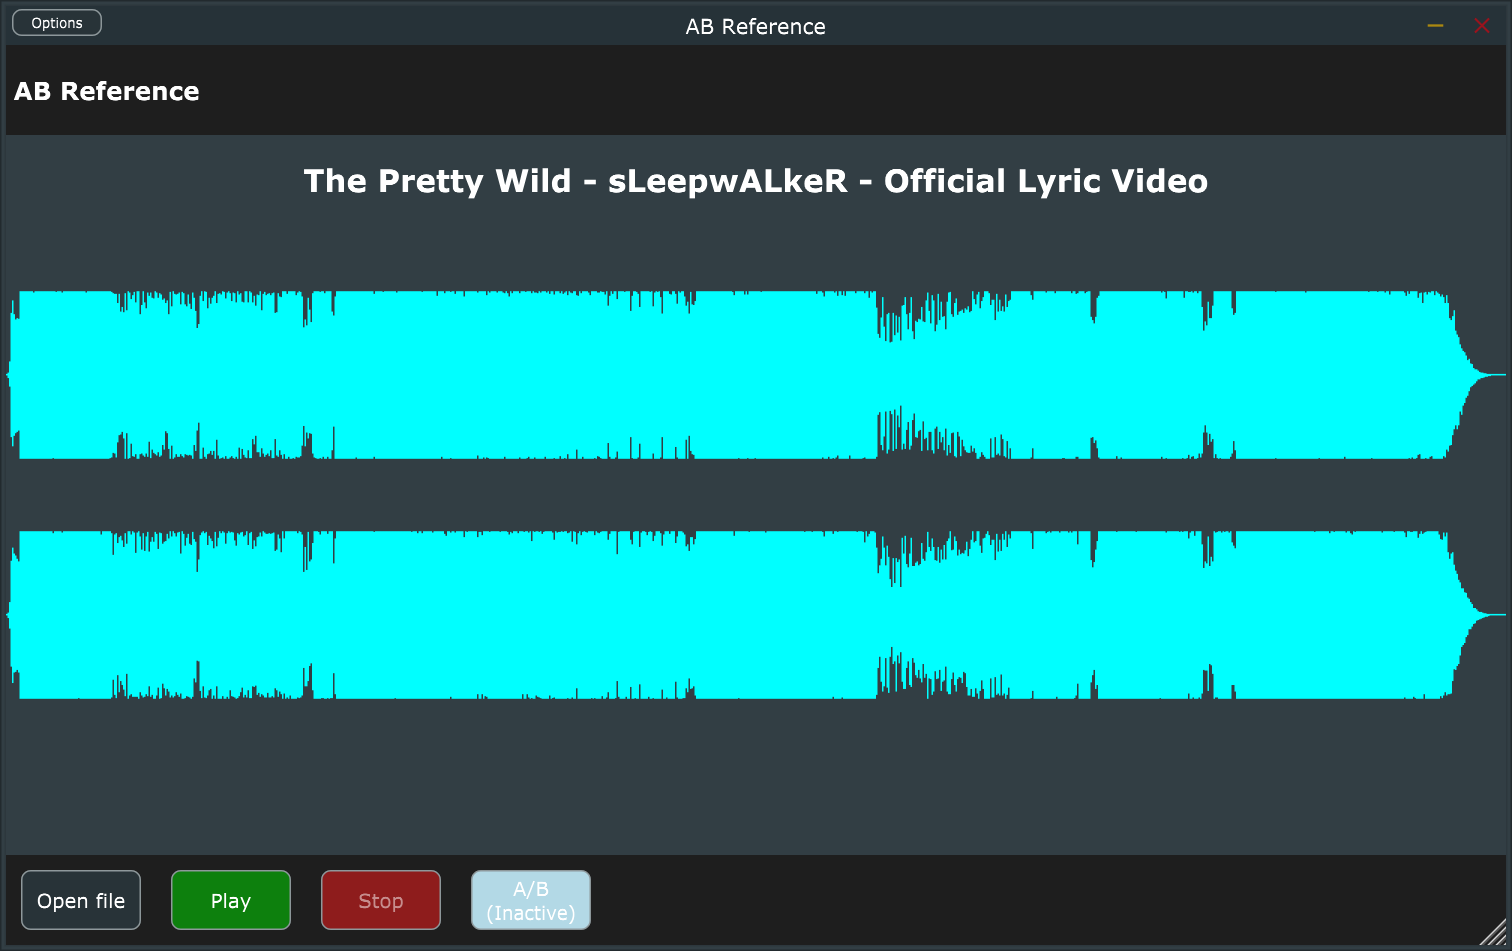 Options
AB Reference
AB Reference
The Pretty Wild - sLeepwALkeR - Official Lyric Video
Open file
Play
Stop
A/B
(Inactive)